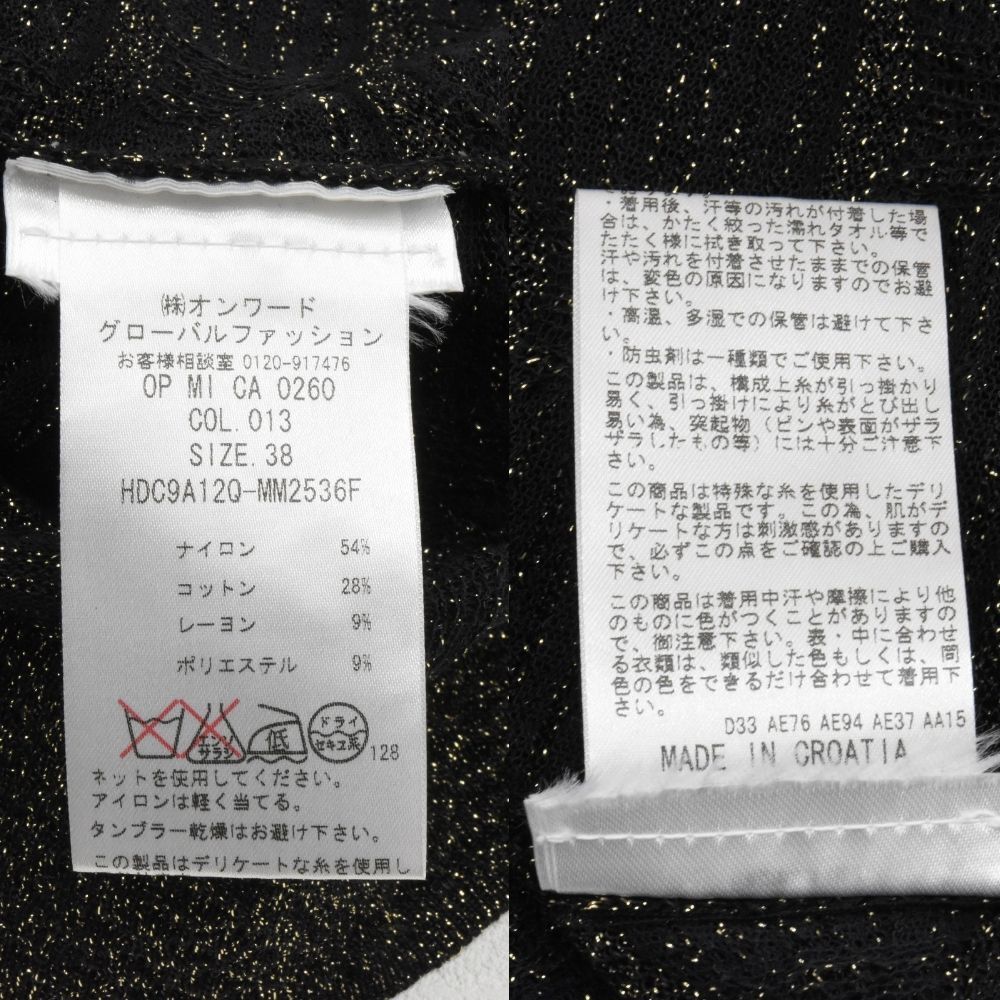 ㈱オンワード
グローバルファッション
お客様相談室 0120-917476
OP MI CA 0260
COL.013
SIZE.38
HDC9A12Q-MM2536F
ナイロン 54%
コットン 28%
レーヨン 9%
ポリエステル 9%
エンソサラシ 低 ドライ セキユ系 128
ネットを使用してください。
アイロンは軽く当てる。
タンブラー乾燥はお避け下さい。
この製品はデリケートな糸を使用し
・着用後、汗等の汚れが付着した場
合は、かたく絞った濡れタオル等で
たたく様に拭き取って下さい。
汗や汚れを付着させたままでの保管
は、変色の原因になりますのでお避
け下さい。
・高温、多湿での保管は避けて下さ
い。
・防虫剤は一種類でご使用下さい。
この製品は、構成上糸が引っ掛かり
易く、引っ掛けにより糸がとび出し
易い為、突起物（ピンや表面がザラ
ザラしたもの等）には十分ご注意下
さい。
この商品は特殊な糸を使用したデリ
ケートな製品です。この為、肌がデ
リケートな方は刺激感がありますの
で、必ずこの点をご確認の上ご購入
下さい。
この商品は着用中汗や摩擦により他
のものに色がつくことがありますの
で、御注意下さい。表・中に合わせ
る衣類は、類似した色もしくは、同
色の色をできるだけ合わせて着用下
さい。
D33 AE76 AE94 AE37 AA15
MADE IN CROATIA